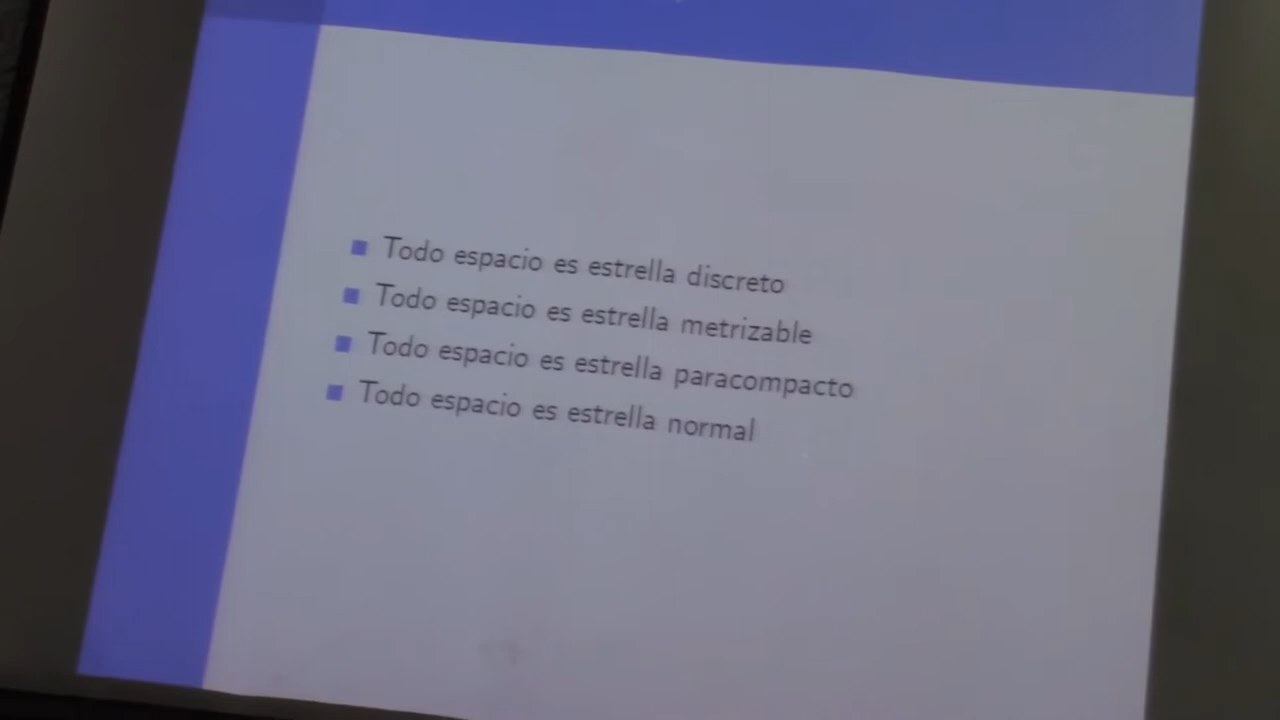 Todo espacio es estrella discreto
Todo espacio es estrella metrizable
Todo espacio es estrella paracompacto
Todo espacio es estrella normal